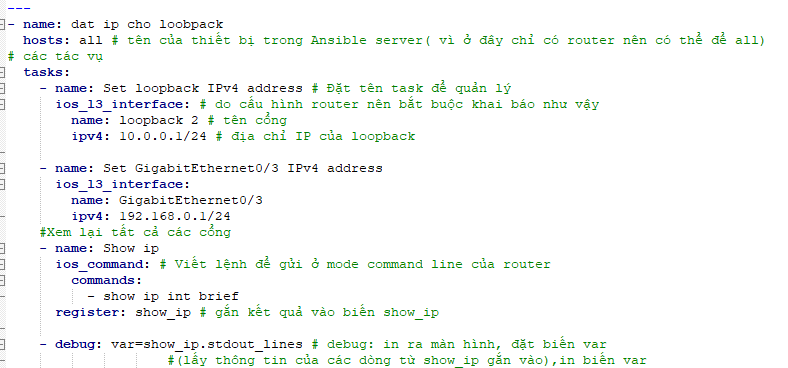 ---
- name: dat ip cho loobpack
hosts: all # tên của thiết bị trong Ansible server( vì ở đây chỉ có router nên có thể để all)
# các tác vụ
tasks:
- name: Set loopback IPv4 address # Đặt tên task để quản lý
ios_l3_interface: # do cấu hình router nên bắt buộc khai báo như vậy
name: loopback 2 # tên cổng
ipv4: 10.0.0.1/24 # địa chỉ IP của loopback
- name: Set GigabitEthernet0/3 IPv4 address
ios_l3_interface:
name: GigabitEthernet0/3
ipv4: 192.168.0.1/24
#Xem lại tất cả các cổng
- name: Show ip
ios_command: # Viết lệnh để gửi ở mode command line của router
commands:
- show ip int brief
register: show_ip # gắn kết quả vào biến show_ip
- debug: var=show_ip.stdout_lines # debug: in ra màn hình, đặt biến var
#(lấy thông tin của các dòng từ show_ip gắn vào),in biến var